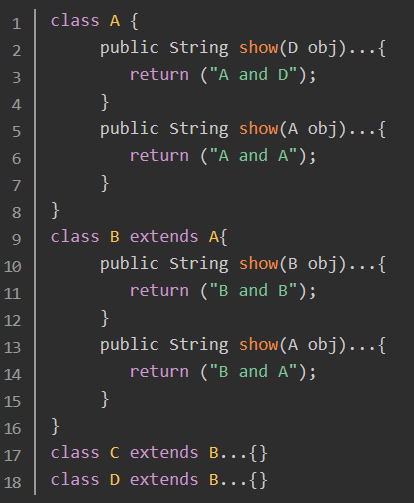 1 class A {
2 public String show(D obj)...{
3 return ("A and D");
4 }
5 public String show(A obj)...{
6 return ("A and A");
7 }
8 }
9 class B extends A{
10 public String show(B obj)...{
11 return ("B and B");
12 }
13 public String show(A obj)...{
14 return ("B and A");
15 }
16 }
17 class C extends B...{}
18 class D extends B...{}